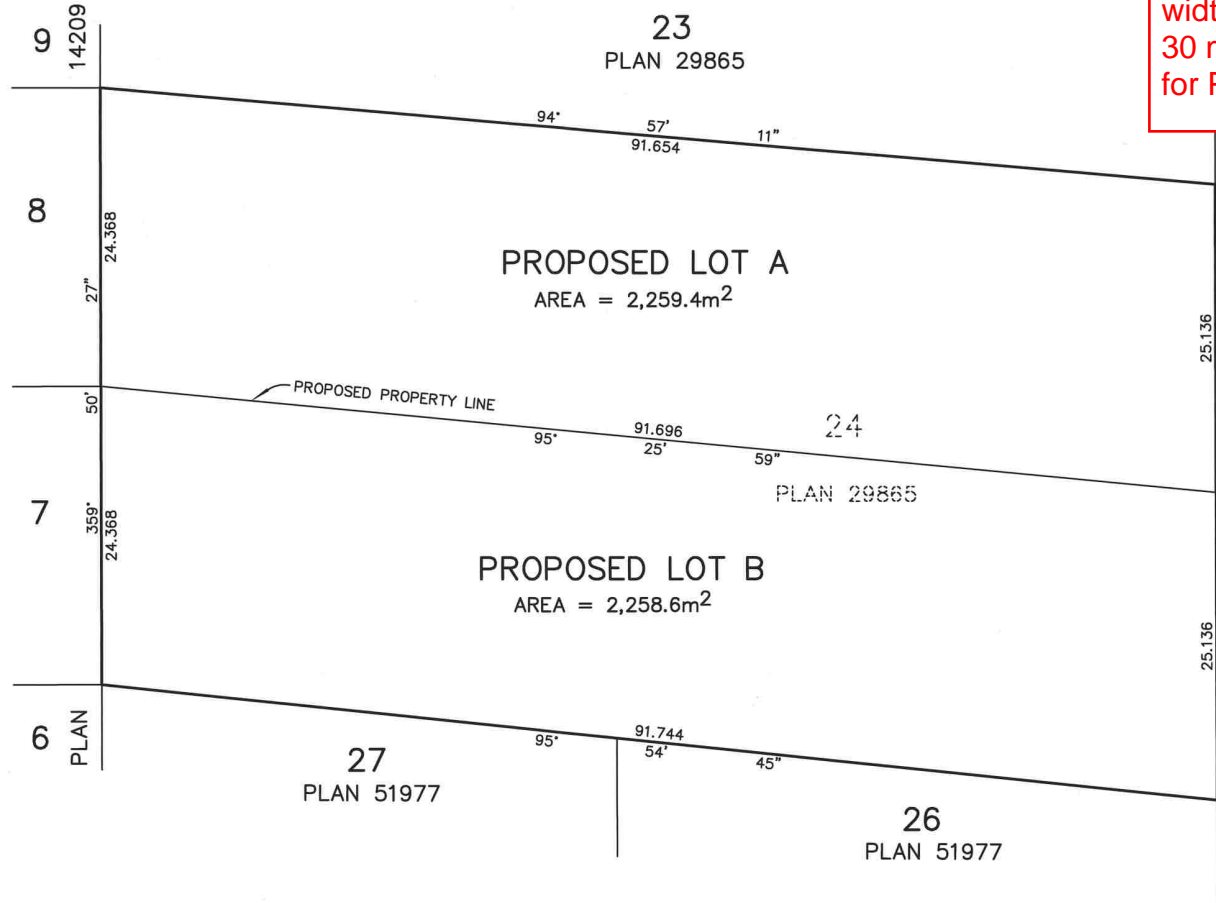 9
14209
23
PLAN 29865
30
for
94° 57' 11"
91.654
8
24.368
27"
PROPOSED LOT A
AREA = 2,259.4m²
25.136
50'
PROPOSED PROPERTY LINE
91.696
95° 25' 59"
24
PLAN 29865
7
359°
24.368
PROPOSED LOT B
AREA = 2,258.6m²
25.136
6
PLAN
91.744
95° 54' 45"
27
PLAN 51977
26
PLAN 51977